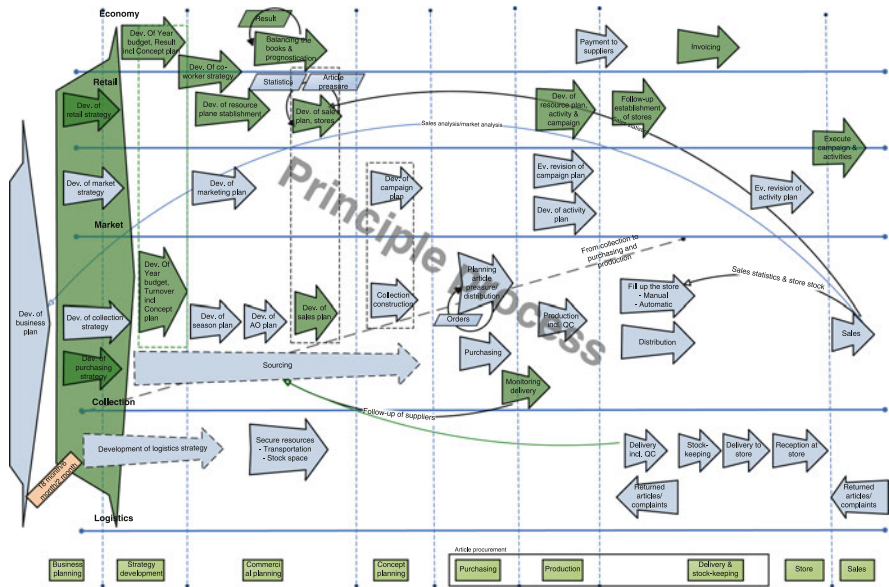 Economy
Result
Dev. Of Year
budget, Result
incl Concept plan
Balancing the
books &
prognostication
Payment to
suppliers
Invoicing
Dev. Of co-
worker strategy
Retail
Statistics
Article
preasure
Dev. of
retail strategy
Dev. of resource
plane stablishment
Dev. of sale
plan, stores
Dev. of
resource plan,
activity &
campaign
Follow-up
establishment
of stores
Sales analysis/market analysis
Execute
campaign &
activities
Dev. of market
strategy
Dev. of
marketing plan
Dev. of
campaign
plan
Ev. revision of
campaign plan
Dev. of activity
plan
Ev. revision of
activity plan
Principle Process
Market
From collection to
purchasing and
production
Dev. Of
Year
budget,
Turnover
incl
Concept
plan
Planning
article
preasure/
distribution
Sales statistics & store stock
Fill up the store
- Manual
- Automatic
Dev. of
business
plan
Dev. of collection
strategy
Dev. of
season plan
Dev. of
AO plan
Dev. of
sales plan
Collection
construction
Orders
Production
incl. QC
Sales
Dev. of
purchasing
strategy
Sourcing
Purchasing
Distribution
Monitoring
delivery
Collection
Follow-up of suppliers
Development of logistics strategy
Secure resources
- Transportation
- Stock space
Delivery
incl. QC
Stock-
keeping
Delivery to
store
Reception at
store
Returned
articles/
complaints
Returned
articles/
complaints
Logistics
Business
planning
Strategy
development
Commerci
al planning
Concept
planning
Article procurement
Purchasing
Production
Delivery &
stock-keeping
Store
Sales